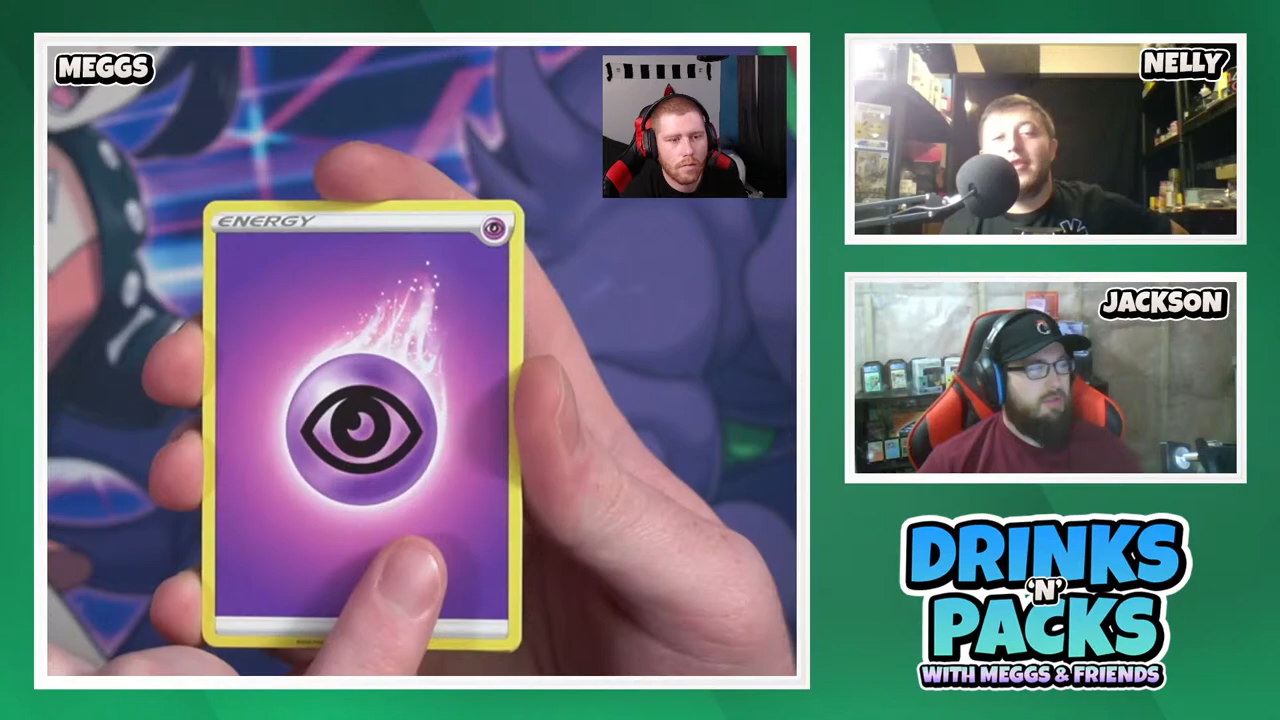 MEGGS
NELLY
ENERGY
JACKSON
DRINKS
'N'
PACKS
WITH MEGGS & FRIENDS